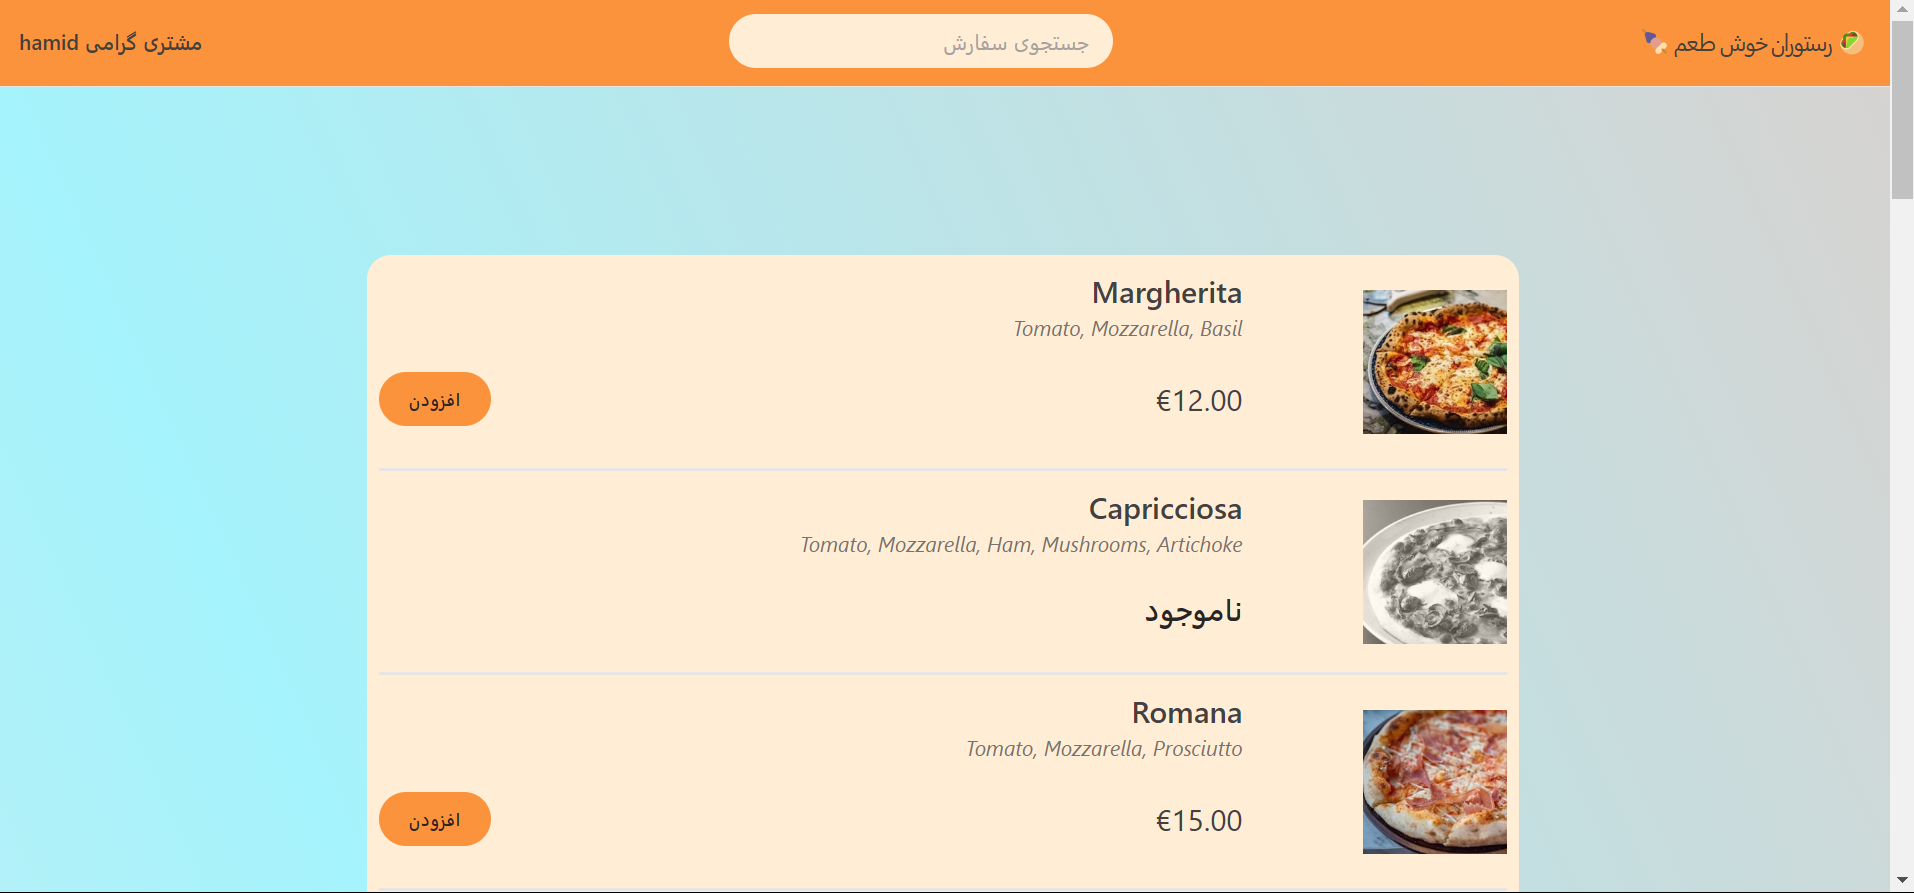 رستوران خوش طعم
جستجوی سفارش
مشتری گرامی hamid
Margherita
Tomato, Mozzarella, Basil
€12.00
افزودن
Capricciosa
Tomato, Mozzarella, Ham, Mushrooms, Artichoke
ناموجود
Romana
Tomato, Mozzarella, Prosciutto
€15.00
افزودن